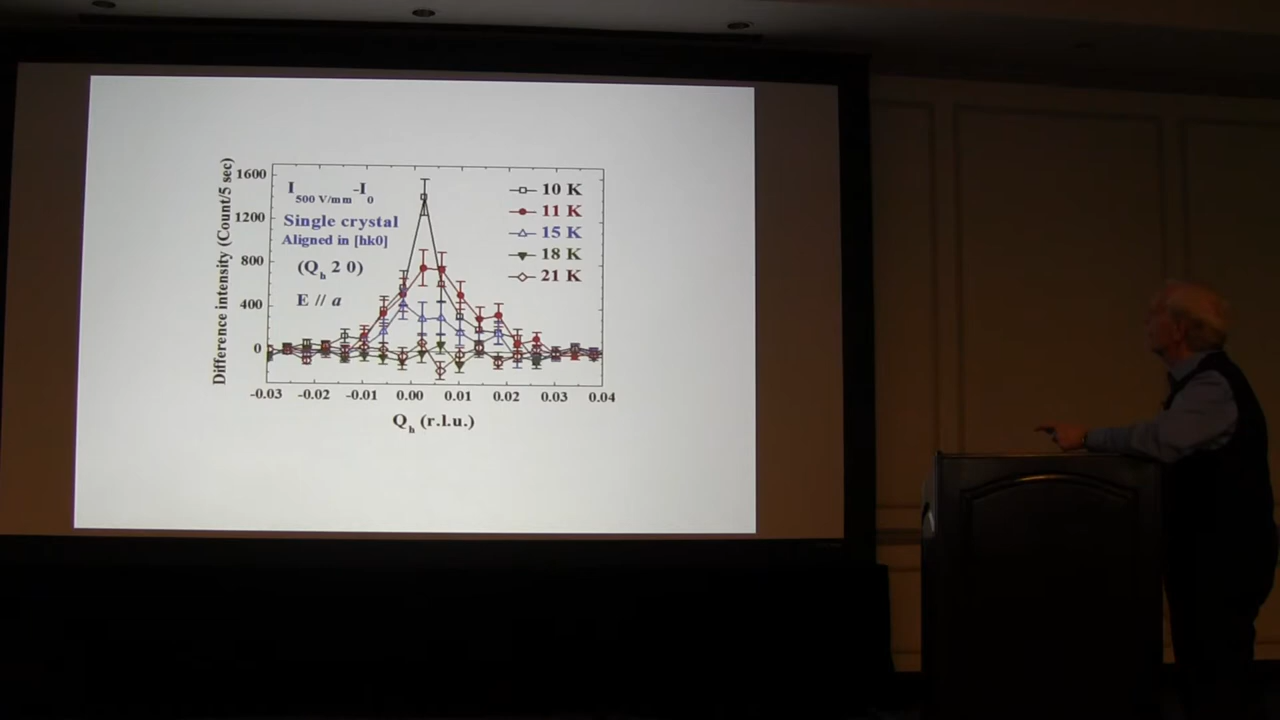 1600
1200
800
400
0
Difference intensity (Count/5 sec)
I500 V/mm-I0
Single crystal
Aligned in [hk0]
(Qh 2 0)
E // a
10 K
11 K
15 K
18 K
21 K
-0.03 -0.02 -0.01 0.00 0.01 0.02 0.03 0.04
Qh (r.l.u.)